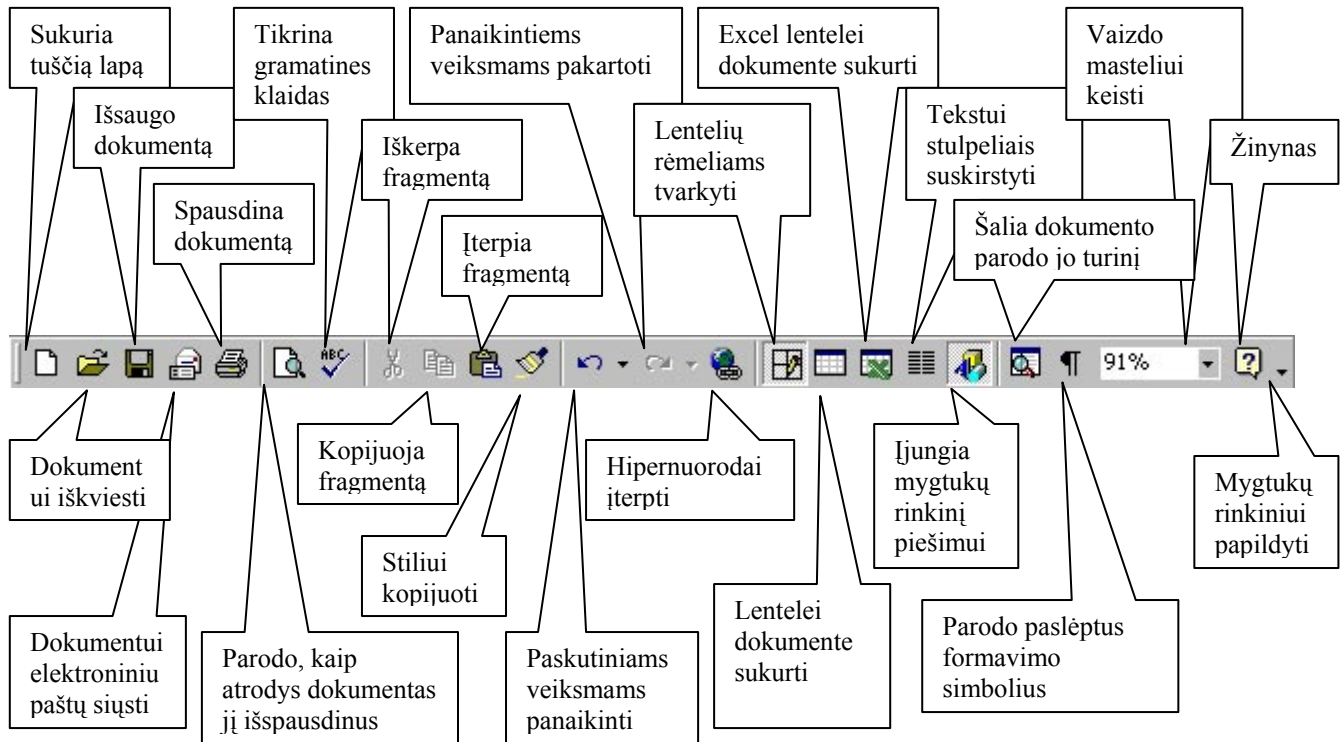 Sukuria
tuščią lapą
Tikrina
gramatines
klaidas
Panaikintiems
veiksmams pakartoti
Excel lentelei
dokumente sukurti
Vaizdo
masteliui
keisti
Išsaugo
dokumentą
Iškerpa
fragmentą
Lentelių
rėmeliams
tvarkyti
Tekstui
stulpeliais
suskirstyti
Žinynas
Spausdina
dokumentą
Įterpia
fragmentą
Šalia dokumento
parodo jo turinį
ABC
91%
Dokument
ui iškviesti
Kopijuoja
fragmentą
Hipernuorodai
įterpti
Įjungia
mygtukų
rinkinį
piešimui
Mygtukų
rinkiniui
papildyti
Stiliui
kopijuoti
Lentelei
dokumente
sukurti
Dokumentui
elektroniniu
paštų siųsti
Parodo, kaip
atrodys dokumentas
jį išspausdinus
Paskutiniams
veiksmams
panaikinti
Parodo paslėptus
formavimo
simbolius